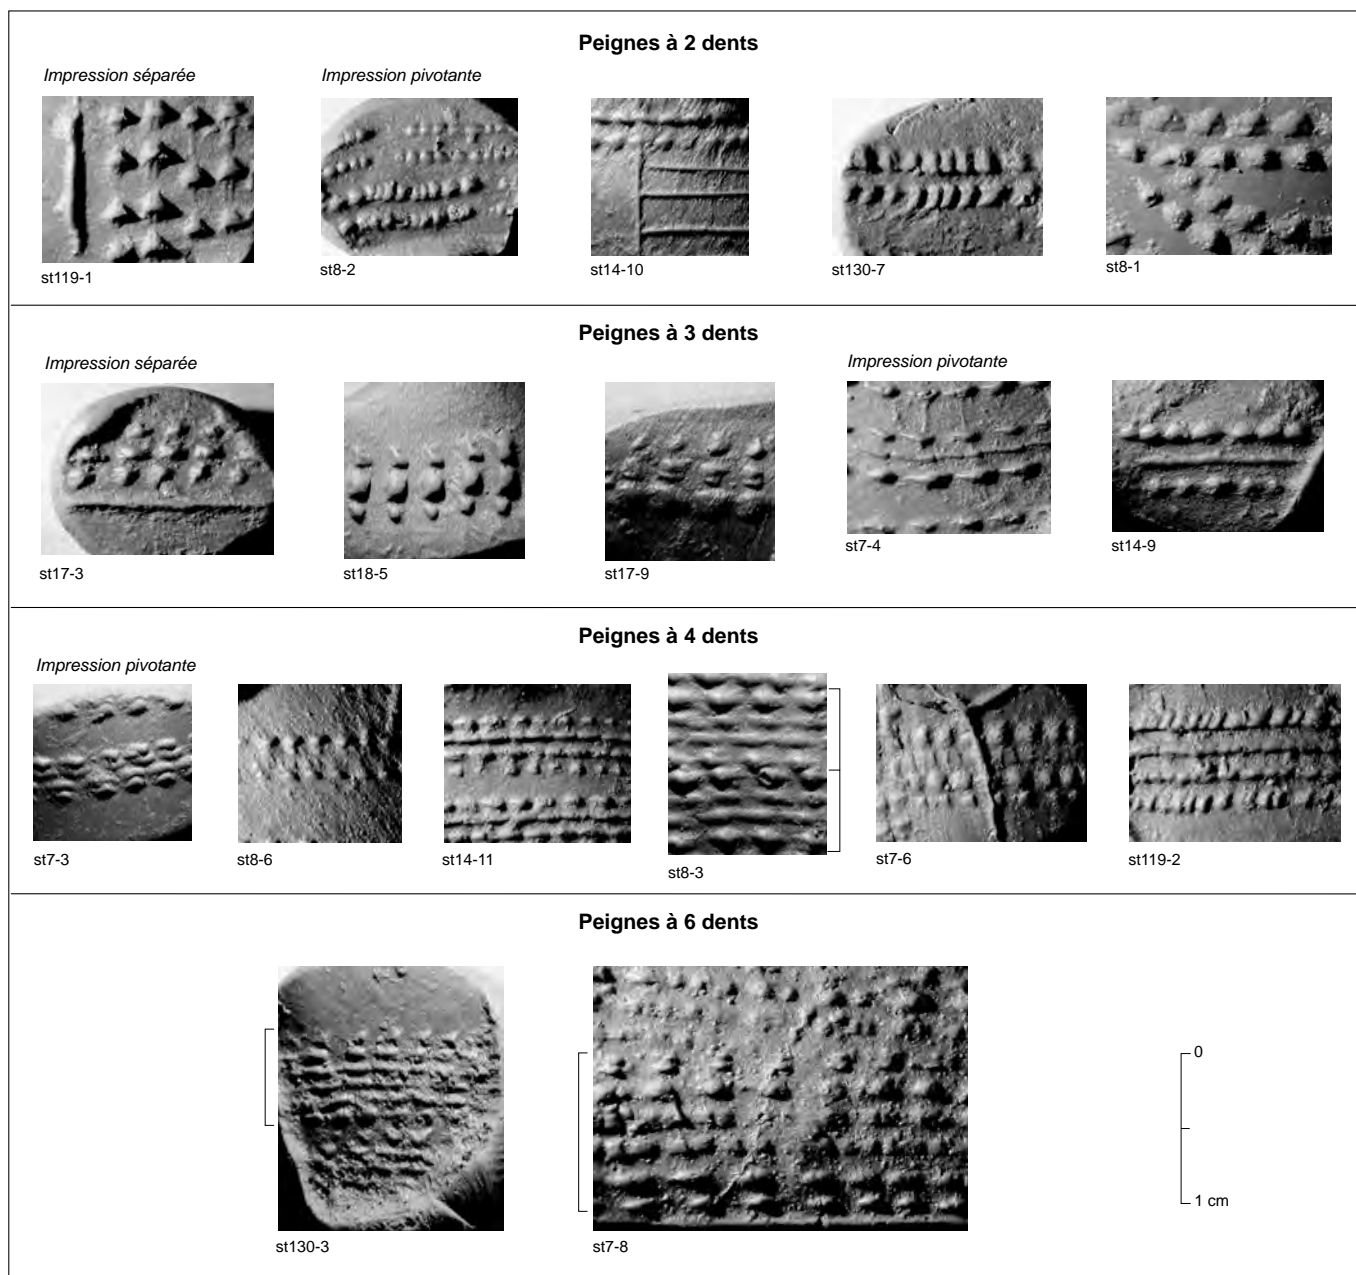 Peignes à 2 dents
Impression séparée
Impression pivotante
st119-1
st8-2
st14-10
st130-7
st8-1
Peignes à 3 dents
Impression séparée
Impression pivotante
st17-3
st18-5
st17-9
st7-4
st14-9
Peignes à 4 dents
Impression pivotante
st7-3
st8-6
st14-11
st8-3
st7-6
st119-2
Peignes à 6 dents
st130-3
st7-8
0
1 cm